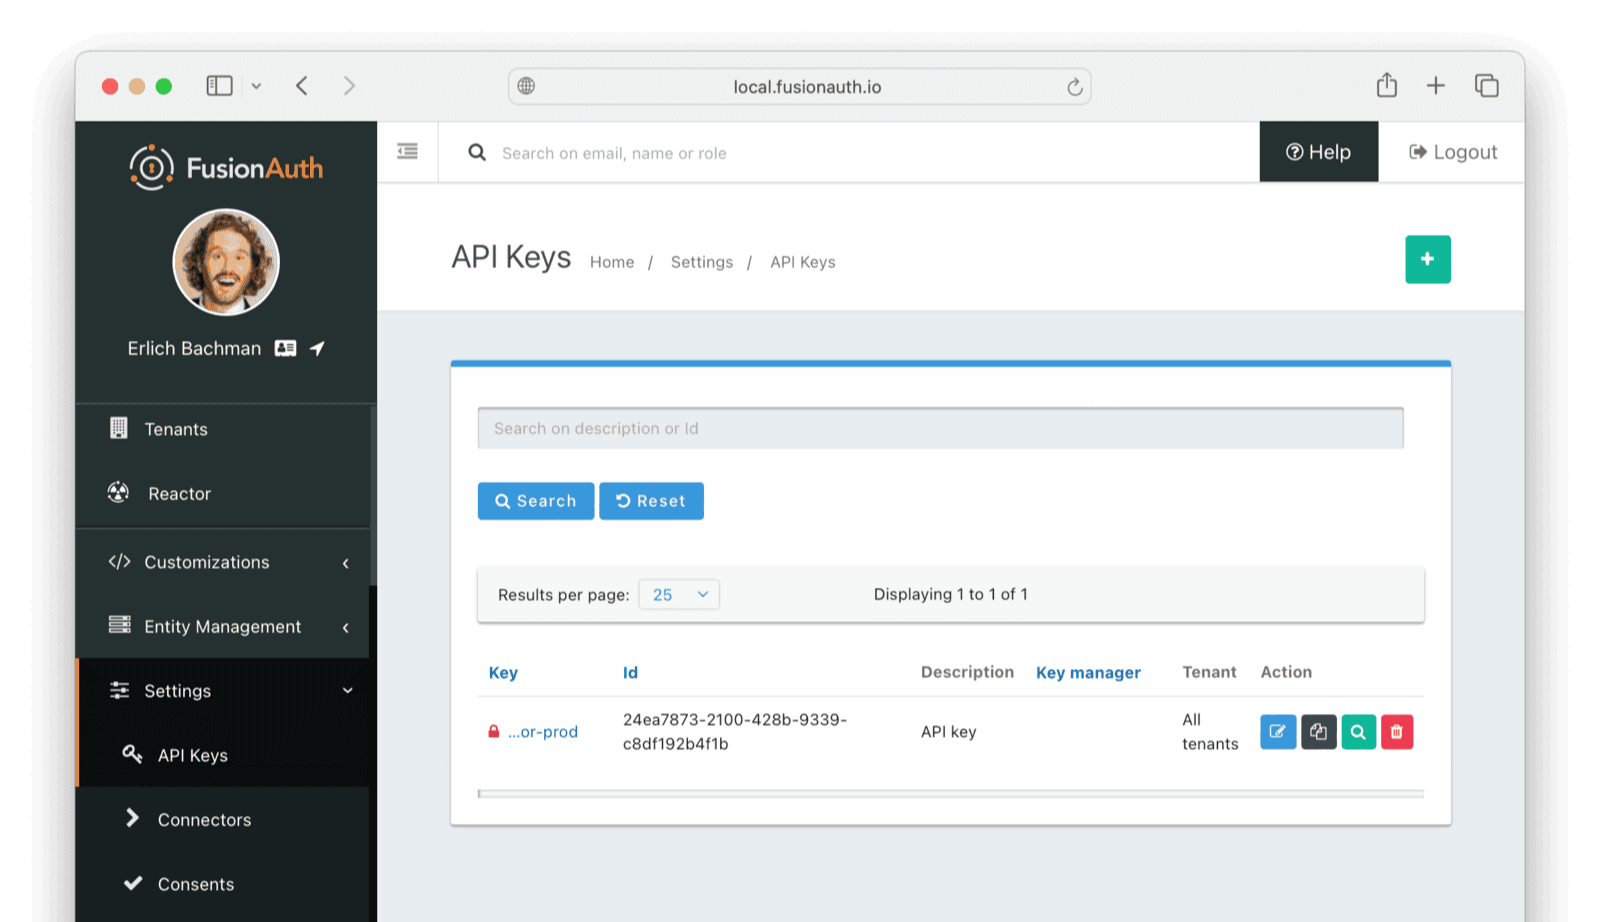 local.fusionauth.io
FusionAuth
Search on email, name or role
Help
Logout
Erlich Bachman
API Keys
Home / Settings / API Keys
Tenants
Reactor
Customizations
Entity Management
Settings
API Keys
Connectors
Consents
Search on description or Id
Search
Reset
Results per page: 25
Displaying 1 to 1 of 1
Key Id Description Key manager Tenant Action
...or-prod
24ea7873-2100-428b-9339-
c8df192b4f1b
API key
All
tenants